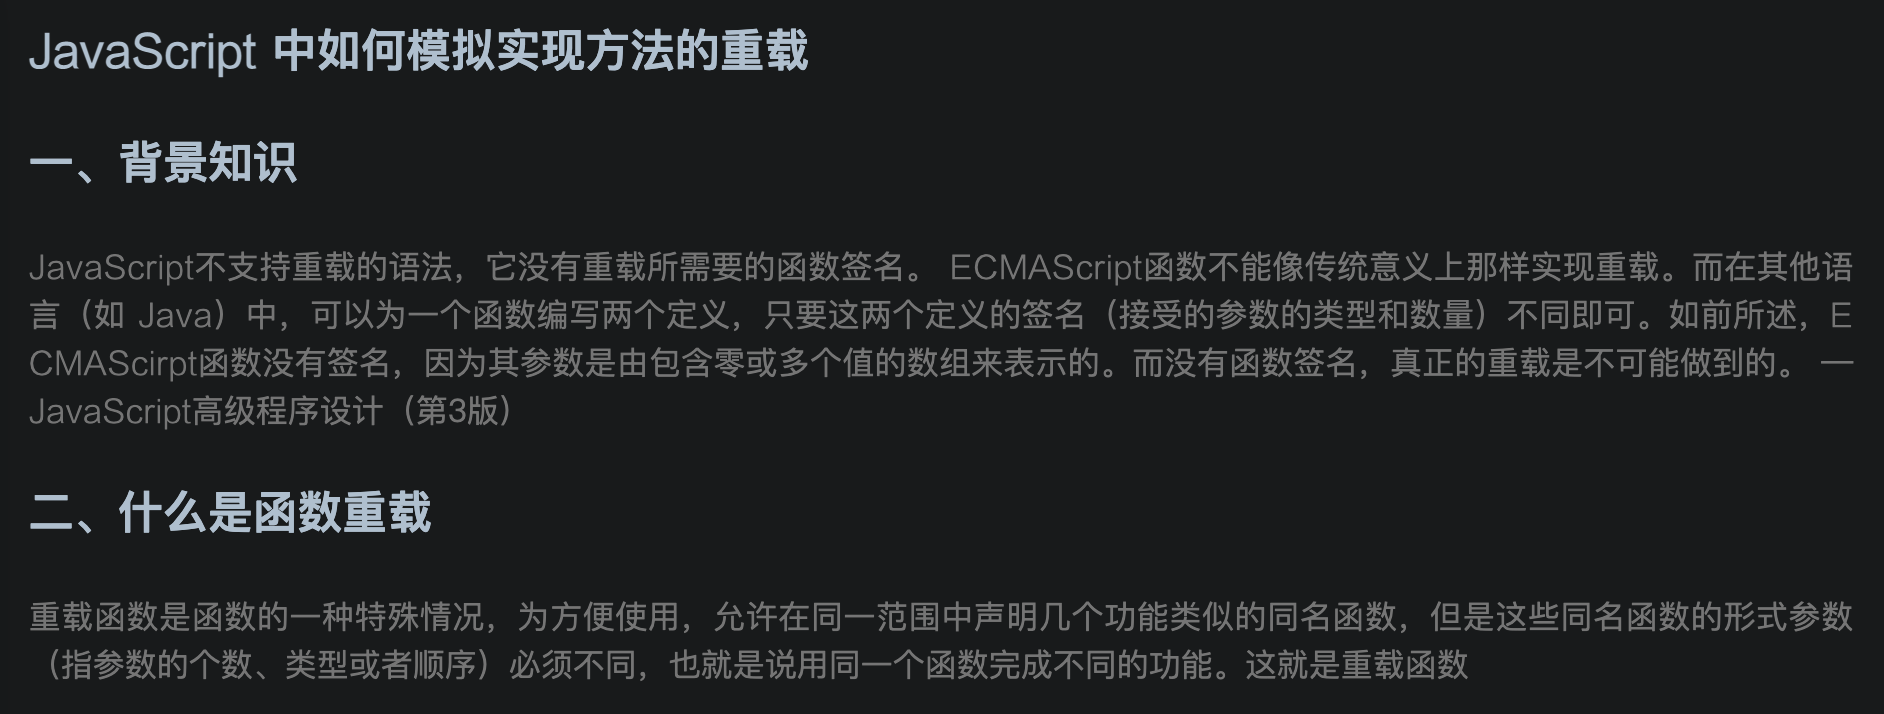 JavaScript 中如何模拟实现方法的重载
一、背景知识
JavaScript不支持重载的语法，它没有重载所需要的函数签名。 ECMAScript函数不能像传统意义上那样实现重载。而在其他语
言（如 Java）中，可以为一个函数编写两个定义，只要这两个定义的签名（接受的参数的类型和数量）不同即可。如前所述，E
CMAScirpt函数没有签名，因为其参数是由包含零或多个值的数组来表示的。而没有函数签名，真正的重载是不可能做到的。 —
JavaScript高级程序设计（第3版）
二、什么是函数重载
重载函数是函数的一种特殊情况，为方便使用，允许在同一范围中声明几个功能类似的同名函数，但是这些同名函数的形式参数
（指参数的个数、类型或者顺序）必须不同，也就是说用同一个函数完成不同的功能。这就是重载函数